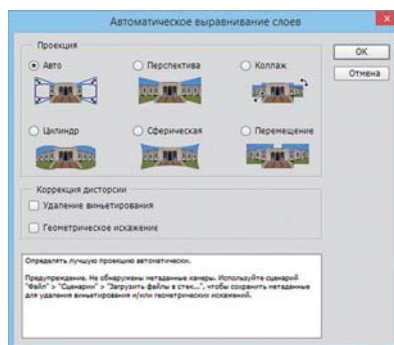 Автоматическое выравнивание слоев
Проекция
Авто
Перспектива
Коллаж
Цилиндр
Сферическая
Перемещение
OK
Отмена
Коррекция дисторсии
Удаление виньетирования
Геометрическое искажение
Определять лучшую проекцию автоматически.
Предупреждение. Не обнаружены метаданные камеры. Используйте сценарий
"Файл" > "Сценарии" > "Загрузить файлы в стек...", чтобы сохранить метаданные
для удаления виньетирования и/или геометрических искажений.